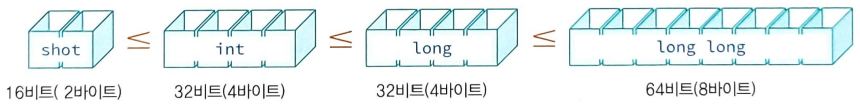 shot ≤ int ≤ long ≤ long long
16비트( 2바이트) 32비트(4바이트) 32비트(4바이트) 64비트(8바이트)